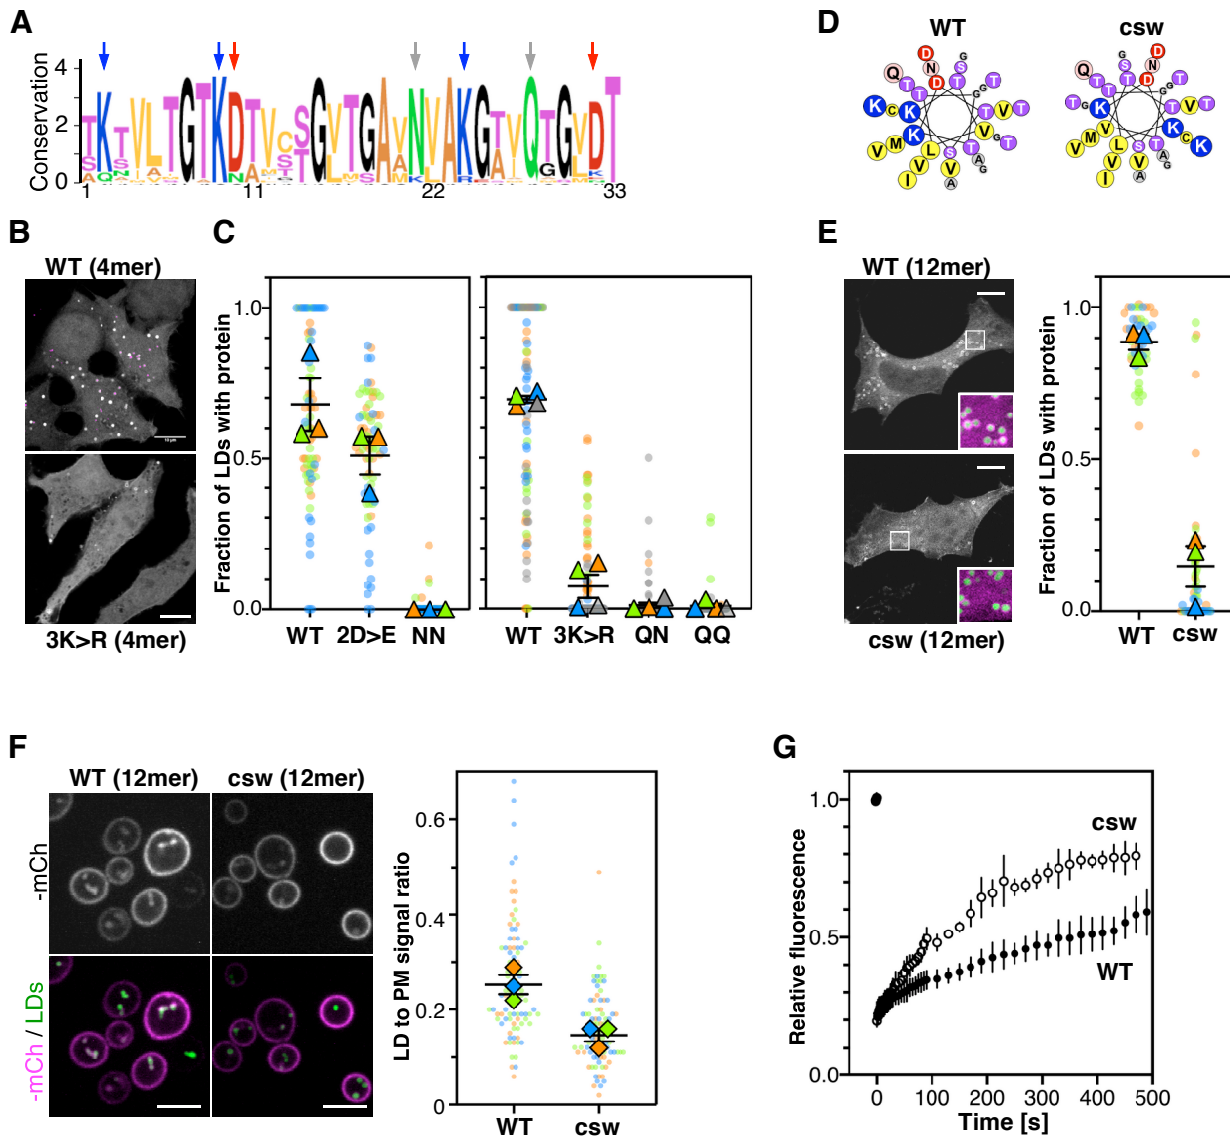 A
Conservation
4
2
0
1
11
22
33
TKTVLTGTKDTVCSGVTGAVNVAKGTVQTGVDT
B
WT (4mer)
10 µm
3K>R (4mer)
C
Fraction of LDs with protein
1.0
0.5
0.0
WT
2D>E
NN
WT
3K>R
QN
QQ
D
WT
csw
E
WT (12mer)
csw (12mer)
Fraction of LDs with protein
1.0
0.5
0.0
WT
csw
F
WT (12mer)
csw (12mer)
-mCh
-mCh / LDs
LD to PM signal ratio
0.6
0.4
0.2
0
WT
csw
G
Relative fluorescence
1.0
0.5
0.0
csw
WT
0
100
200
300
400
500
Time [s]